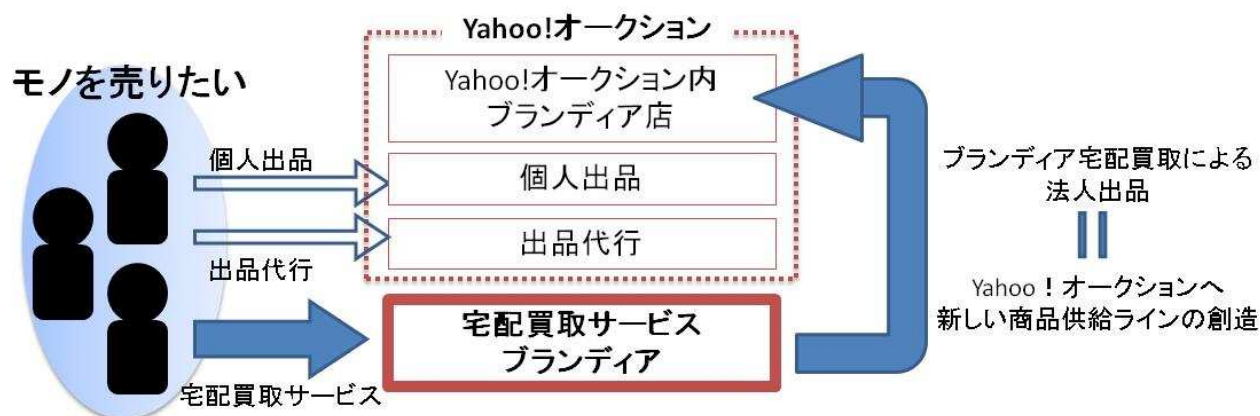 Yahoo!オークション
モノを売りたい
Yahoo!オークション内
ブランディア店
個人出品
個人出品
出品代行
出品代行
宅配買取サービス
ブランディア
宅配買取サービス
ブランディア宅配買取による
法人出品
Yahoo！オークションへ
新しい商品供給ラインの創造